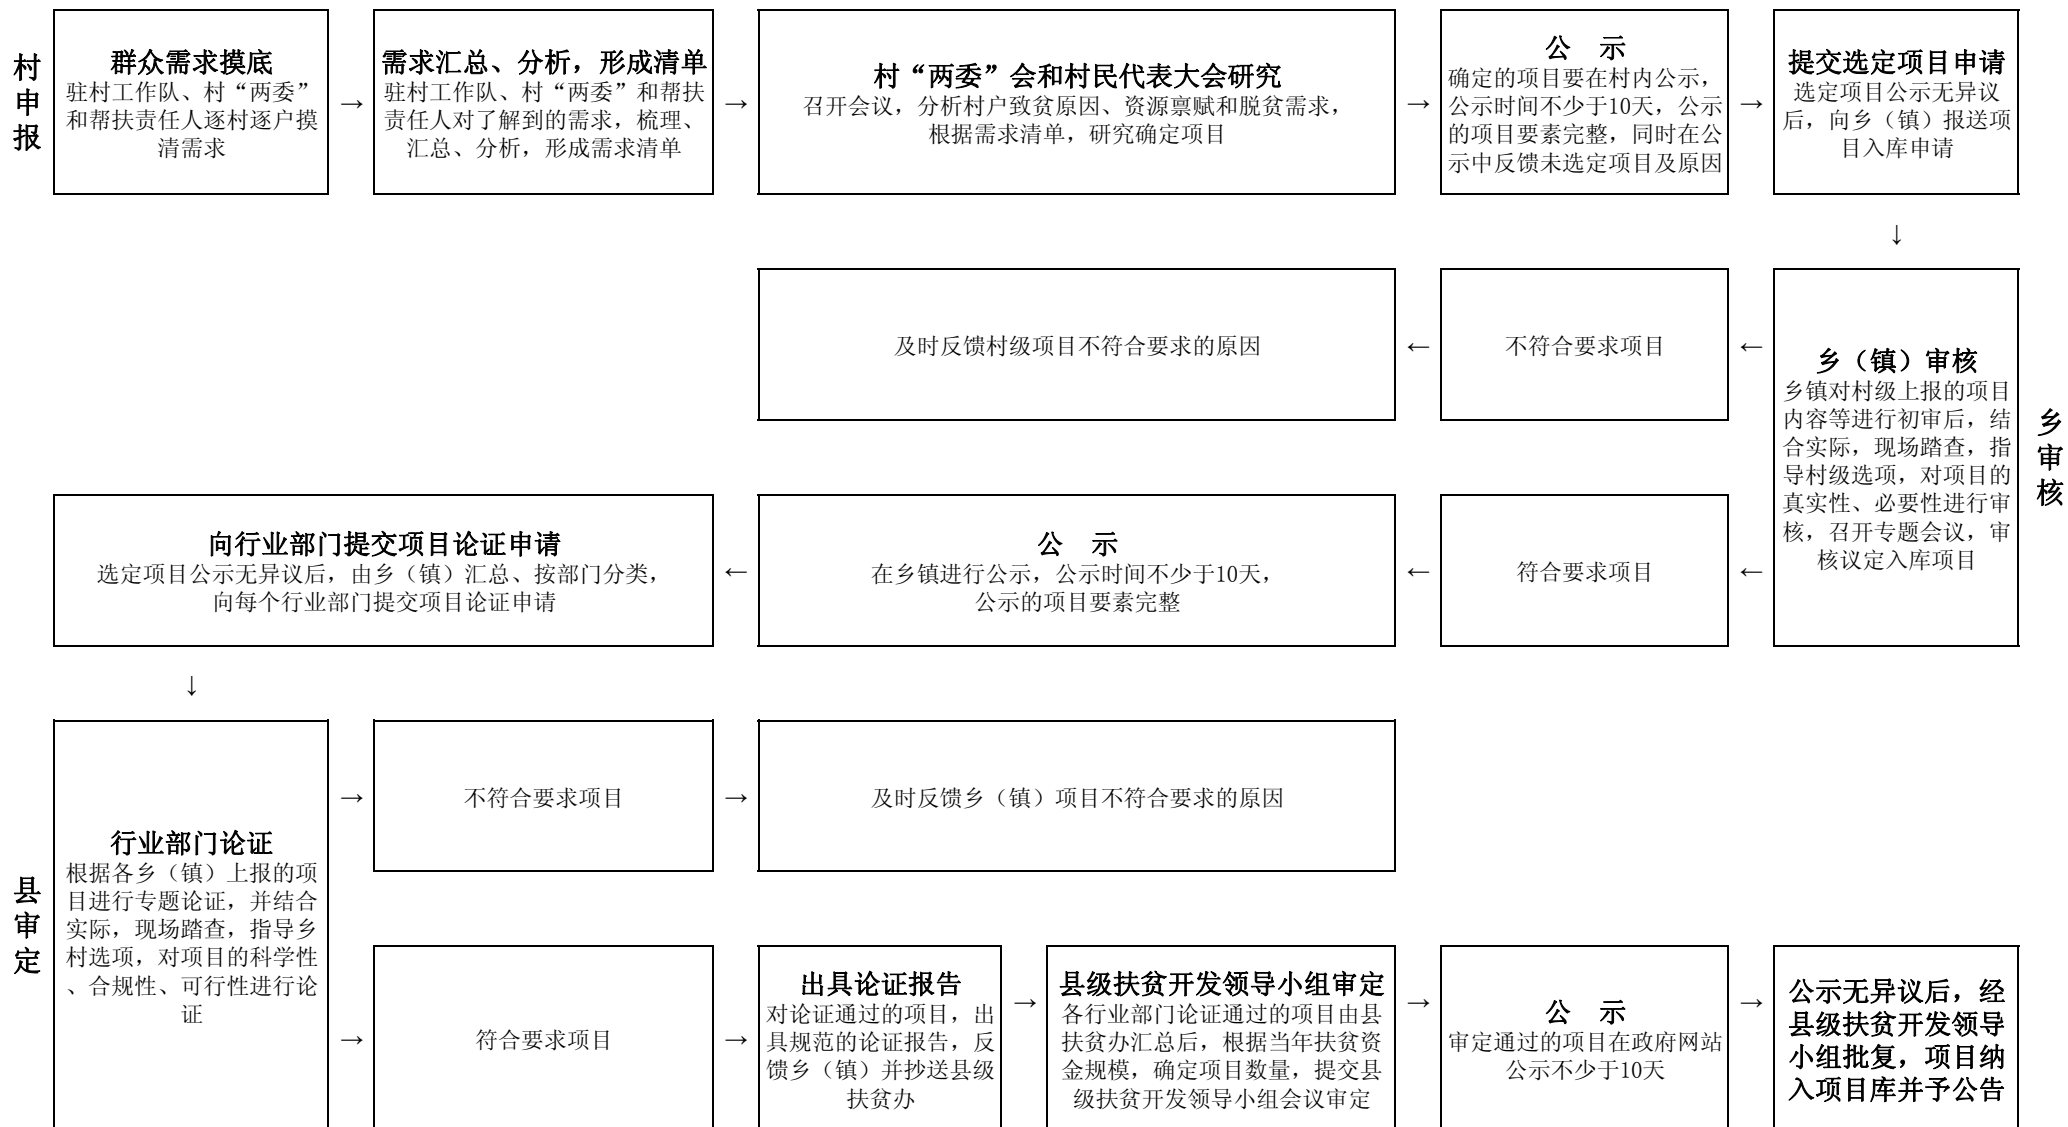 村
申
报
群众需求摸底
驻村工作队、村“两委”
和帮扶责任人逐村逐户摸
清需求
→
需求汇总、分析，形成清单
驻村工作队、村“两委”和帮扶
责任人对了解到的需求，梳理、
汇总、分析，形成需求清单
→
村“两委”会和村民代表大会研究
召开会议，分析村户致贫原因、资源禀赋和脱贫需求，
根据需求清单，研究确定项目
→
公　示
确定的项目要在村内公示，
公示时间不少于10天，公示
的项目要素完整，同时在公
示中反馈未选定项目及原因
→
提交选定项目申请
选定项目公示无异议
后，向乡（镇）报送项
目入库申请
↓
乡
审
核
乡（镇）审核
乡镇对村级上报的项目
内容等进行初审后，结
合实际，现场踏查，指
导村级选项，对项目的
真实性、必要性进行审
核，召开专题会议，审
核议定入库项目
←
不符合要求项目
←
及时反馈村级项目不符合要求的原因
←
符合要求项目
←
公　示
在乡镇进行公示，公示时间不少于10天，
公示的项目要素完整
←
向行业部门提交项目论证申请
选定项目公示无异议后，由乡（镇）汇总、按部门分类，
向每个行业部门提交项目论证申请
↓
县
审
定
行业部门论证
根据各乡（镇）上报的项
目进行专题论证，并结合
实际，现场踏查，指导乡
村选项，对项目的科学性
、合规性、可行性进行论
证
→
不符合要求项目
→
及时反馈乡（镇）项目不符合要求的原因
→
符合要求项目
→
出具论证报告
对论证通过的项目，出
具规范的论证报告，反
馈乡（镇）并抄送县级
扶贫办
→
县级扶贫开发领导小组审定
各行业部门论证通过的项目由县
扶贫办汇总后，根据当年扶贫资
金规模，确定项目数量，提交县
级扶贫开发领导小组会议审定
→
公　示
审定通过的项目在政府网站
公示不少于10天
→
公示无异议后，经
县级扶贫开发领导
小组批复，项目纳
入项目库并予公告